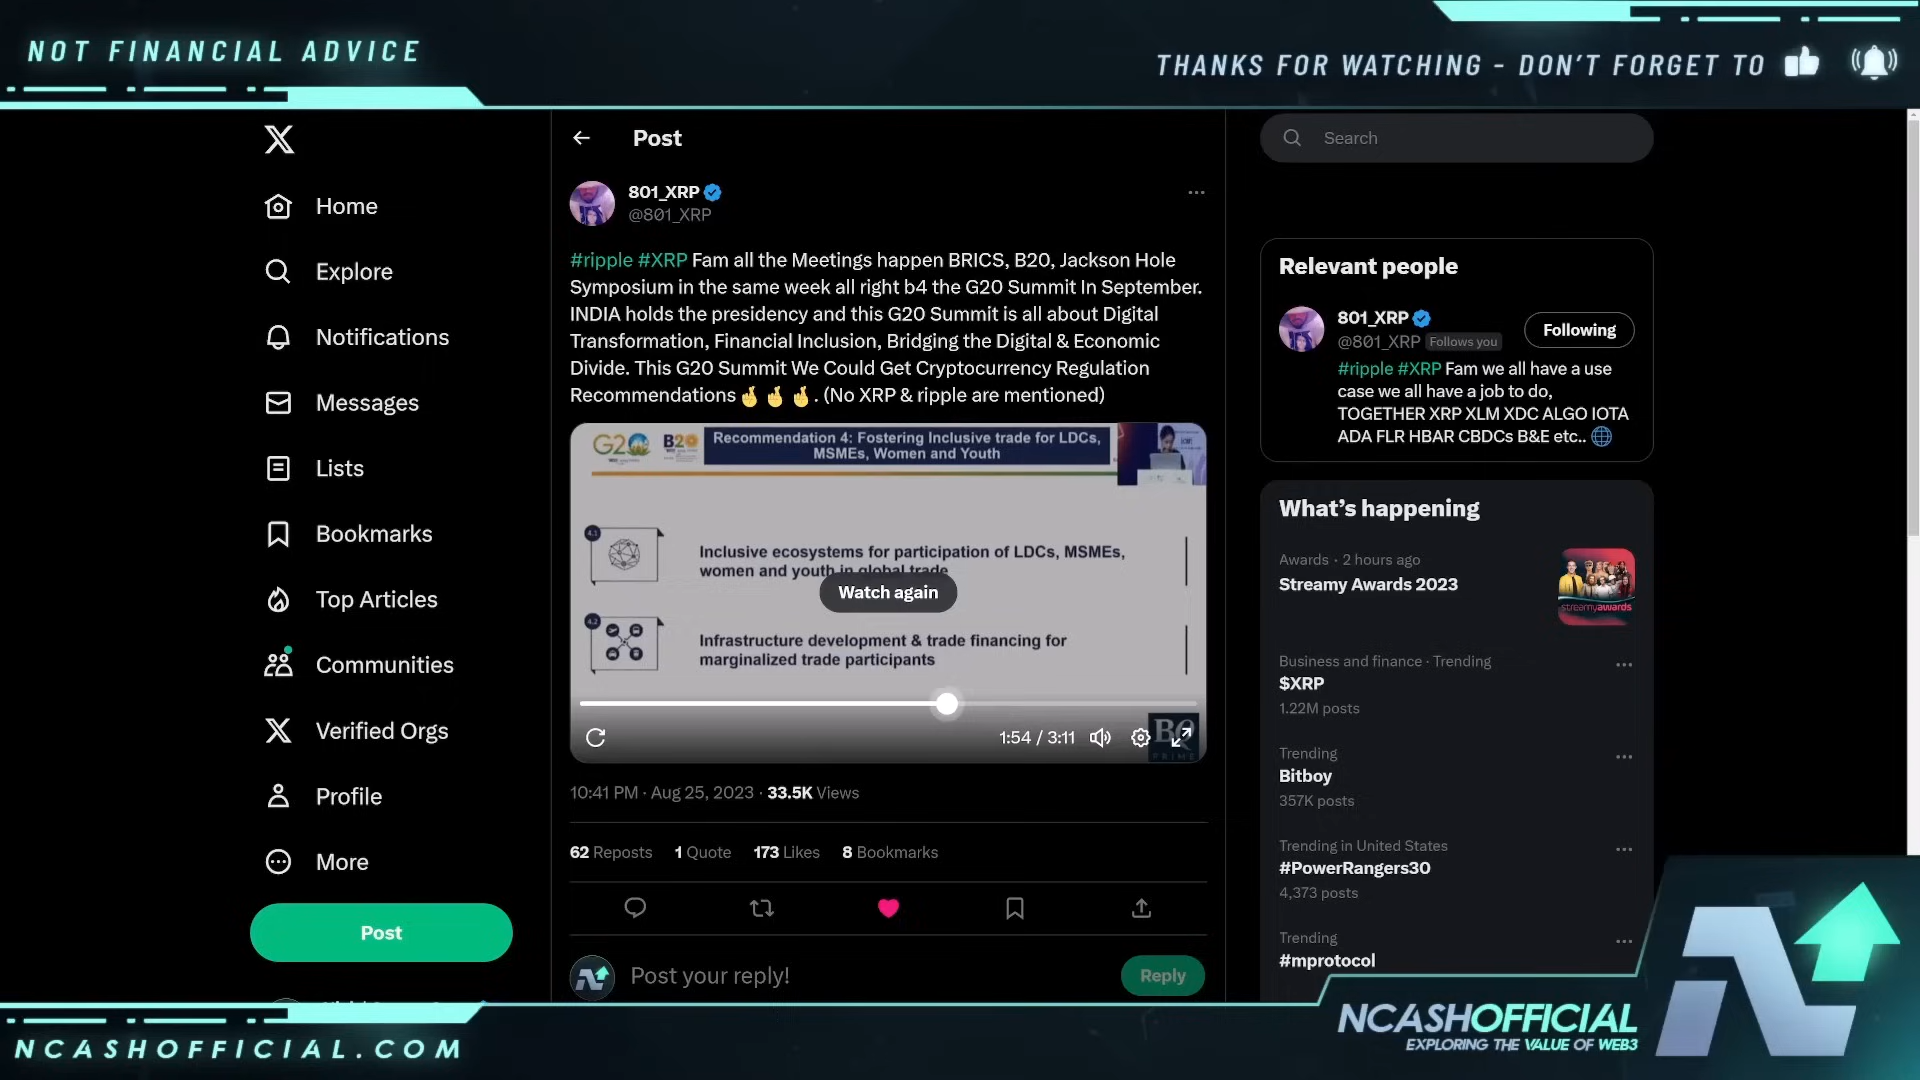 NOT FINANCIAL ADVICE
THANKS FOR WATCHING - DON'T FORGET TO
Post
Search
801_XRP
@801_XRP
#ripple #XRP Fam all the Meetings happen BRICS, B20, Jackson Hole
Symposium in the same week all right b4 the G20 Summit In September.
INDIA holds the presidency and this G20 Summit is all about Digital
Transformation, Financial Inclusion, Bridging the Digital & Economic
Divide. This G20 Summit We Could Get Cryptocurrency Regulation
Recommendations🤞🤞🤞. (No XRP & ripple are mentioned)
G20
B20
Recommendation 4: Fostering Inclusive trade for LDCs,
MSMEs, Women and Youth
4.1
Inclusive ecosystems for participation of LDCs, MSMEs,
women and youth in global trade
Watch again
4.2
Infrastructure development & trade financing for
marginalized trade participants
1:54 / 3:11
BQ
PRIME
10:41 PM · Aug 25, 2023 · 33.5K Views
62 Reposts 1 Quote 173 Likes 8 Bookmarks
Post your reply!
Reply
Home
Explore
Notifications
Messages
Lists
Bookmarks
Top Articles
Communities
Verified Orgs
Profile
More
Post
Relevant people
801_XRP
@801_XRP Follows you
Following
#ripple #XRP Fam we all have a use
case we all have a job to do,
TOGETHER XRP XLM XDC ALGO IOTA
ADA FLR HBAR CBDCs B&E etc.. 🌐
What's happening
Awards · 2 hours ago
Streamy Awards 2023
streamyawards
Business and finance · Trending
$XRP
1.22M posts
Trending
Bitboy
357K posts
Trending in United States
#PowerRangers30
4,373 posts
Trending
#mprotocol
NCASHOFFICIAL.COM
NCASHOFFICIAL
EXPLORING THE VALUE OF WEB3